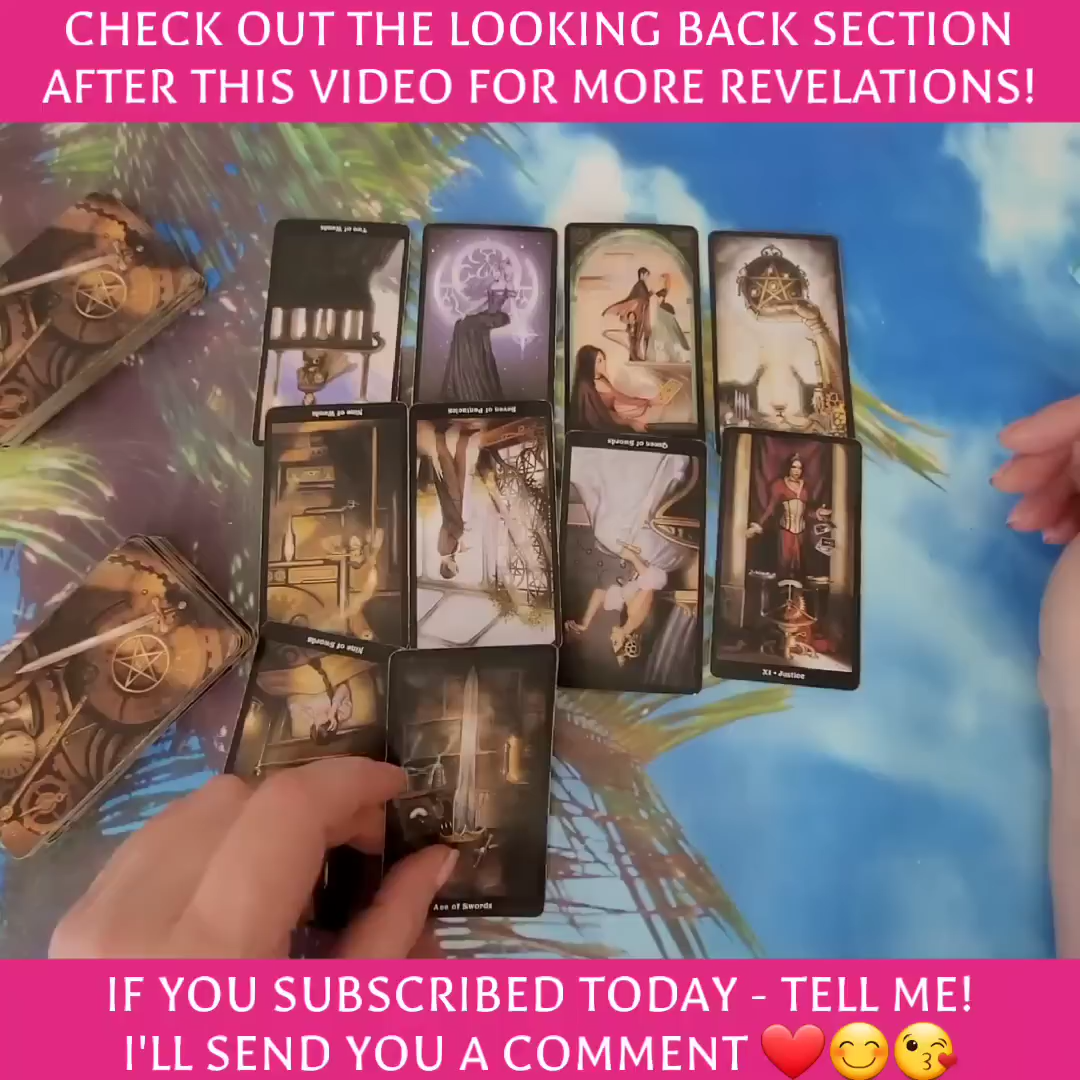 CHECK OUT THE LOOKING BACK SECTION
AFTER THIS VIDEO FOR MORE REVELATIONS!
Two of Wands
Nine of Wands
Seven of Pentacles
Queen of Swords
XI • Justice
Nine of Swords
Ace of Swords
IF YOU SUBSCRIBED TODAY - TELL ME!
I'LL SEND YOU A COMMENT ❤️😊😘